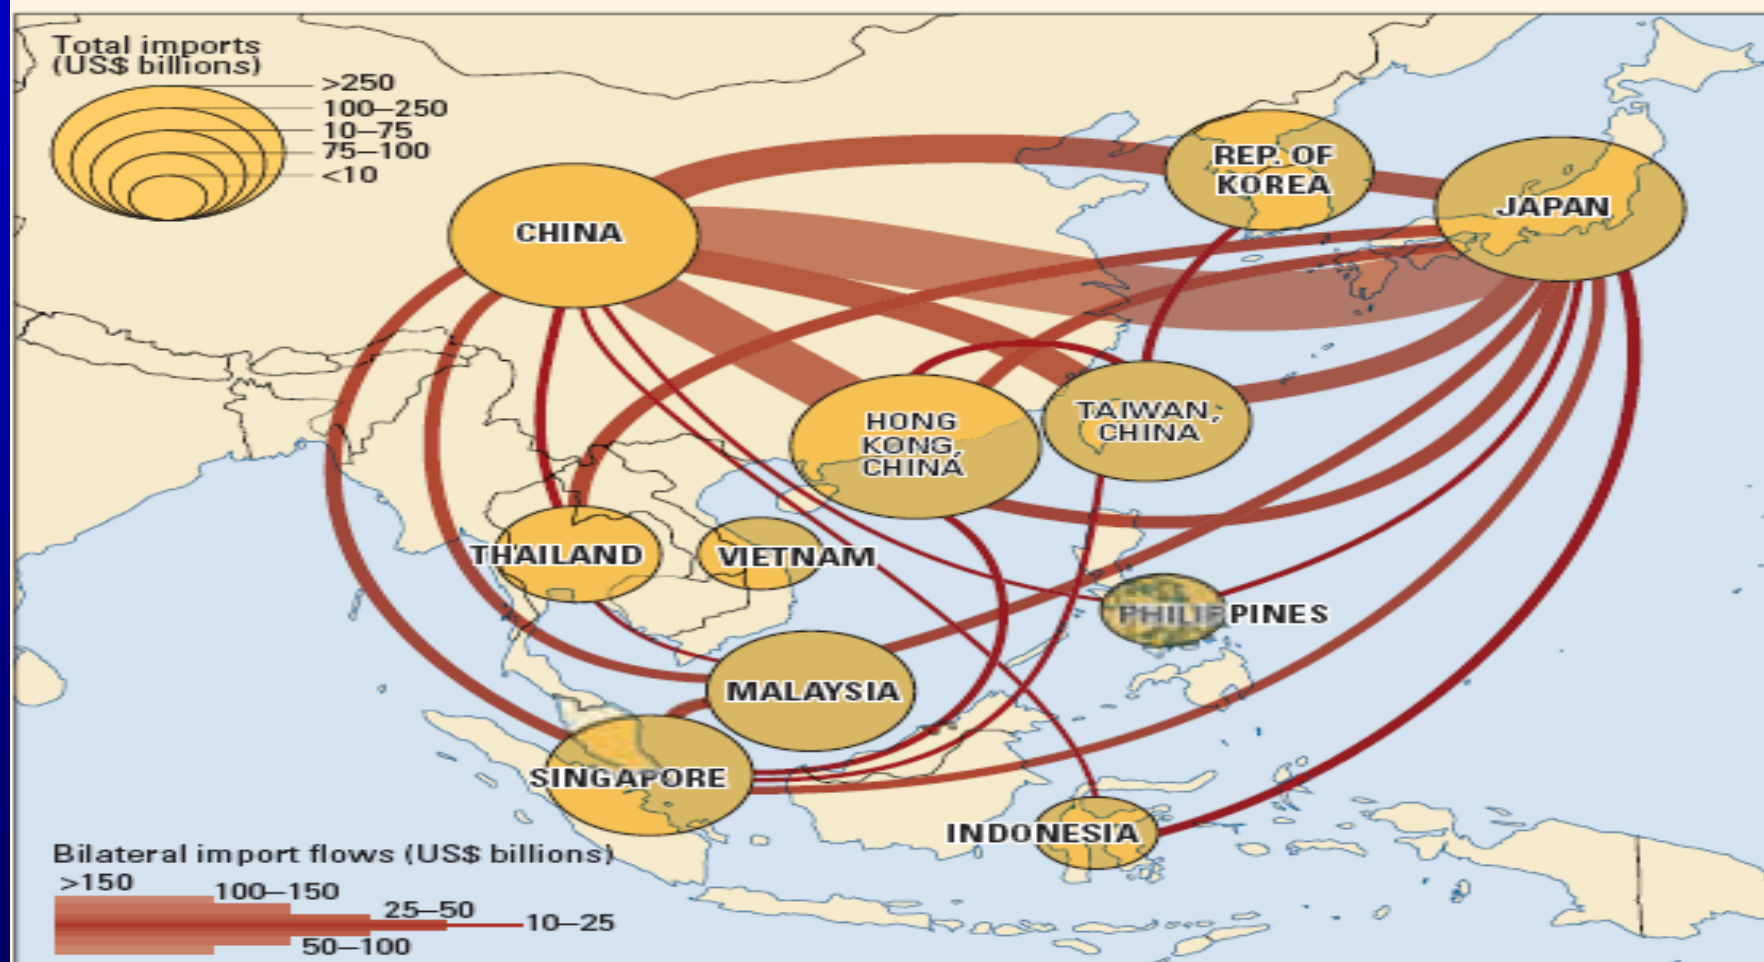 Total imports
(US$ billions)
>250
100–250
10–75
75–100
<10
REP. OF
KOREA
JAPAN
CHINA
HONG
KONG,
CHINA
TAIWAN,
CHINA
THAILAND
VIETNAM
PHILIPPINES
MALAYSIA
SINGAPORE
INDONESIA
Bilateral import flows (US$ billions)
>150
100–150
25–50
10–25
50–100